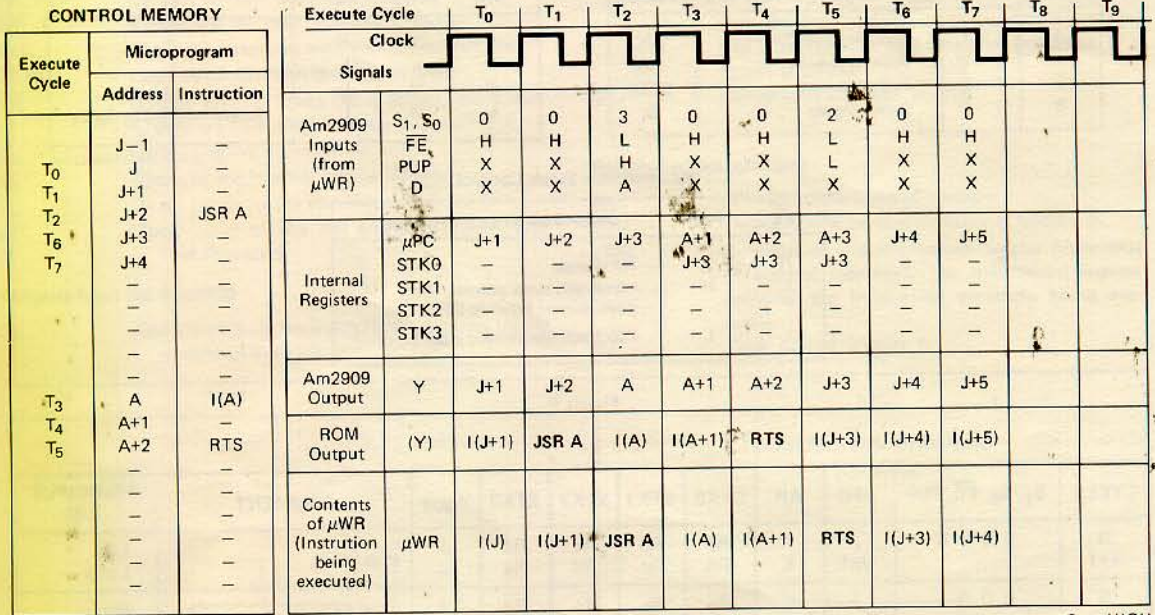 CONTROL MEMORY
Execute Cycle
Microprogram
Address Instruction
J−1 –
T0 J –
T1 J+1 –
T2 J+2 JSR A
T6 J+3 –
T7 J+4 –
– –
– –
– –
– –
– –
T3 A I(A)
T4 A+1 –
T5 A+2 RTS
– –
– –
– –
– –
– –
– –
Execute Cycle T0 T1 T2 T3 T4 T5 T6 T7 T8 T9
Clock
Signals
Am2909 Inputs (from μWR)
S1, S0 0 0 3 0 0 2 0 0
F̅E̅ H H L H H L H H
PUP X X H X X L X X
D X X A X X X X X
Internal Registers
μPC J+1 J+2 J+3 A+1 A+2 A+3 J+4 J+5
STK0 – – – J+3 J+3 J+3 – –
STK1 – – – – – – – –
STK2 – – – – – – – –
STK3 – – – – – – – –
Am2909 Output Y J+1 J+2 A A+1 A+2 J+3 J+4 J+5
ROM Output (Y) I(J+1) JSR A I(A) I(A+1) RTS I(J+3) I(J+4) I(J+5)
Contents of μWR (Instrution being executed) μWR I(J) I(J+1) JSR A I(A) I(A+1) RTS I(J+3) I(J+4)